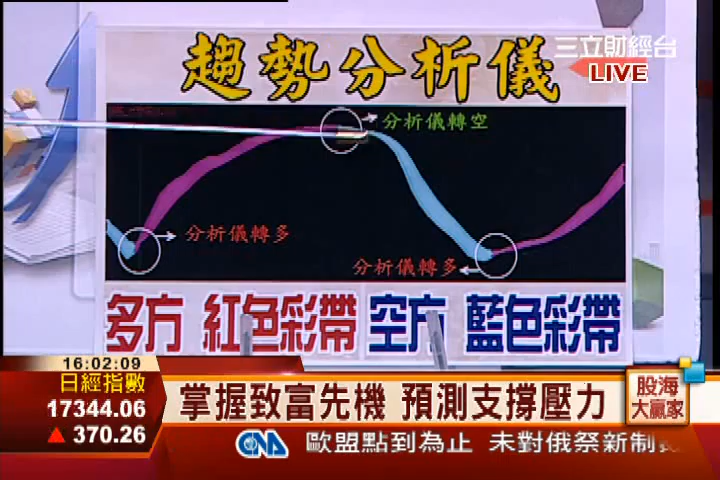 趨勢分析儀
三立財經台
LIVE
分析儀轉空
分析儀轉多
分析儀轉多
多方 紅色彩帶 空方 藍色彩帶
16:02:09
日經指數
17344.06
▲ 370.26
掌握致富先機 預測支撐壓力
股海
大贏家
CNA
歐盟點到為止 未對俄祭新制